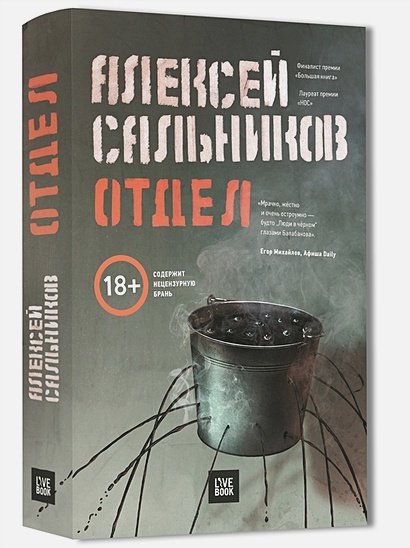 АЛЕКСЕЙ
САЛЬНИКОВ
ОТДЕЛ
Финалист премии
«Большая книга»
Лауреат премии
«НОС»
«Мрачно, жёстко
и очень остроумно —
будто „Люди в чёрном"
глазами Балабанова».
Егор Михайлов, Афиша Daily
18+
СОДЕРЖИТ
НЕЦЕНЗУРНУЮ
БРАНЬ
LIVE
BOOK
АЛЕКСЕЙ
САЛЬНИКОВ
ОТДЕЛ
LIVE
BOOK